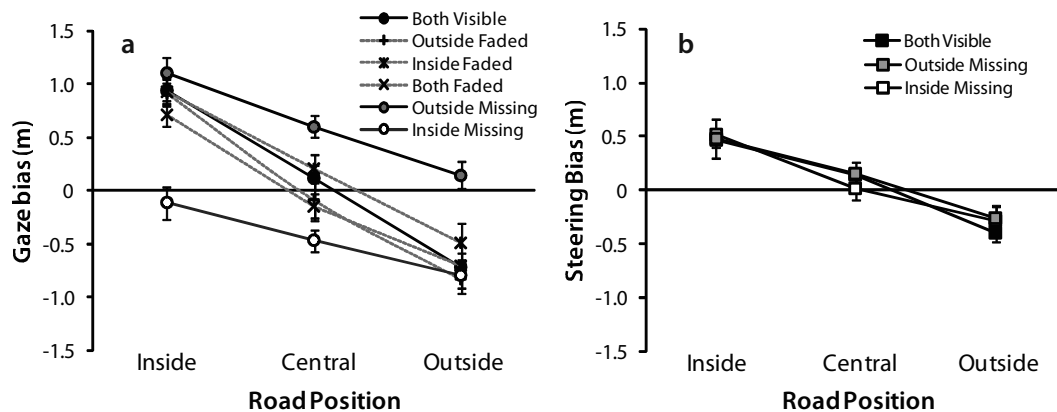 a
Both Visible
Outside Faded
Inside Faded
Both Faded
Outside Missing
Inside Missing
Gaze bias (m)
1.5
1.0
0.5
0
-0.5
-1.0
-1.5
Inside Central Outside
Road Position
b
Both Visible
Outside Missing
Inside Missing
Steering Bias (m)
1.5
1.0
0.5
0
-0.5
-1.0
-1.5
Inside Central Outside
Road Position